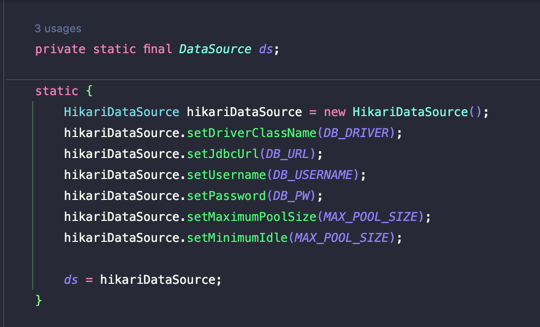 3 usages
private static final DataSource ds;
static {
HikariDataSource hikariDataSource = new HikariDataSource();
hikariDataSource.setDriverClassName(DB_DRIVER);
hikariDataSource.setJdbcUrl(DB_URL);
hikariDataSource.setUsername(DB_USERNAME);
hikariDataSource.setPassword(DB_PW);
hikariDataSource.setMaximumPoolSize(MAX_POOL_SIZE);
hikariDataSource.setMinimumIdle(MAX_POOL_SIZE);
ds = hikariDataSource;
}